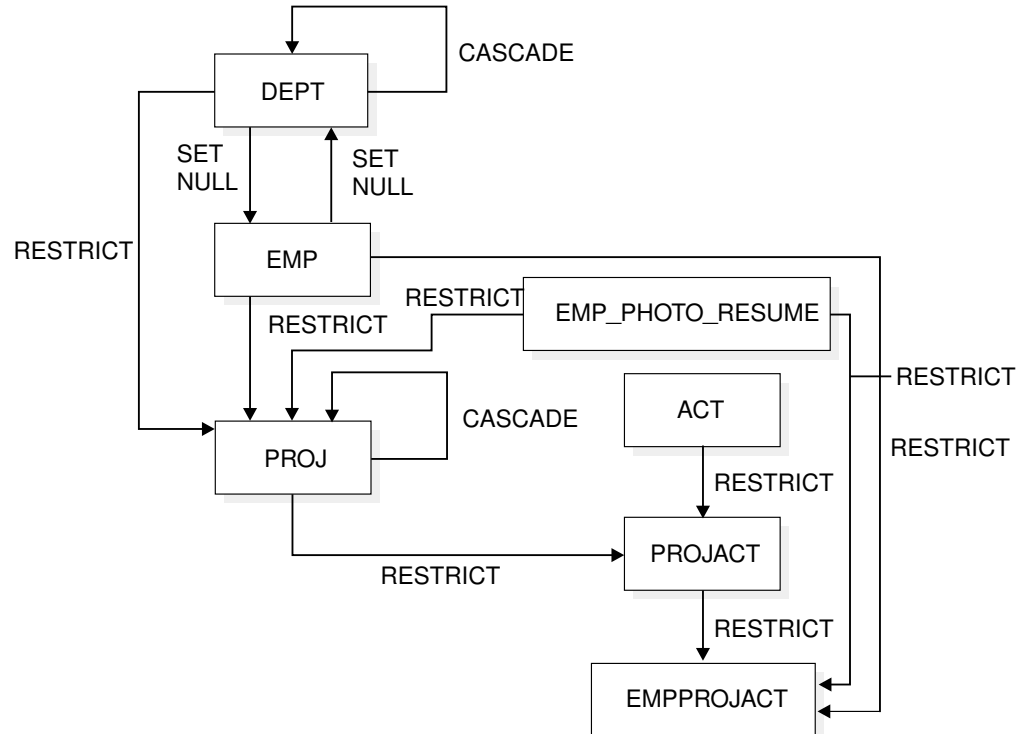 CASCADE
DEPT
SET
NULL
SET
NULL
RESTRICT
EMP
RESTRICT
RESTRICT
EMP_PHOTO_RESUME
RESTRICT
ACT
CASCADE
RESTRICT
PROJ
RESTRICT
PROJACT
RESTRICT
RESTRICT
EMPPROJACT